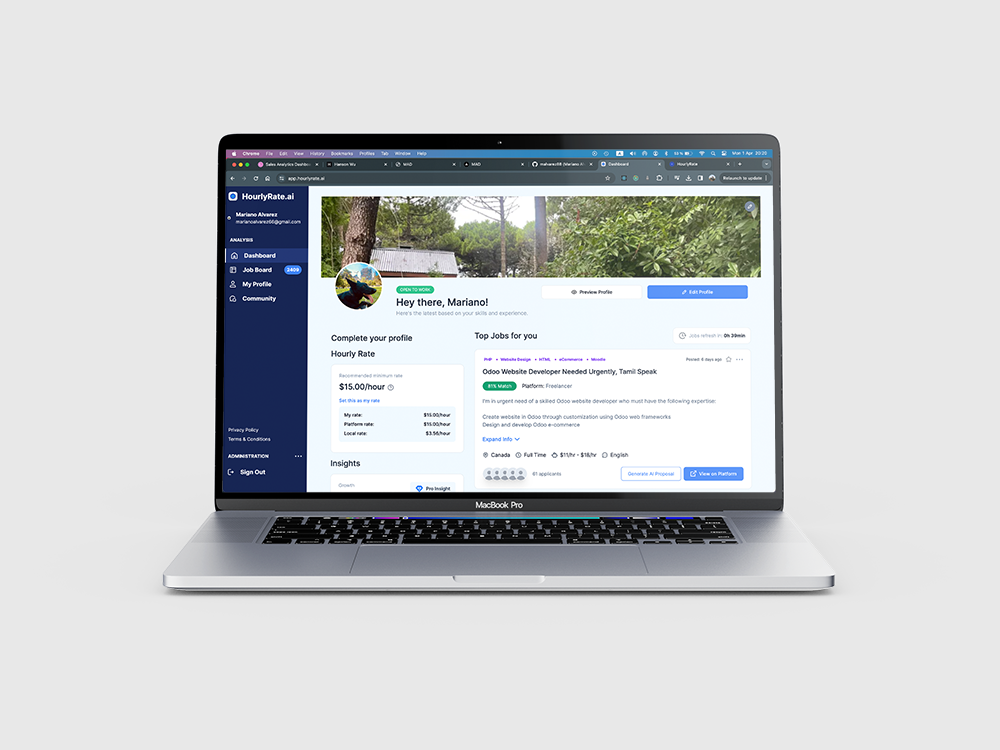 Chrome File Edit View History Bookmarks Profiles Tab Window Help
Mon 1 Apr 20:20
Sales Analytics Dashbo
Hanson Wu
MAD
MAD
Dashboard
HourlyRate
app.hourlyrate.ai
Relaunch to update
HourlyRate.ai
Mariano Alvarez
marianoalvarez66@gmail.com
ANALYSIS
Dashboard
Job Board 2409
My Profile
Community
Privacy Policy
Terms & Conditions
ADMINISTRATION
Sign Out
OPEN TO WORK
Hey there, Mariano!
Here's the latest based on your skills and experience.
Preview Profile
Edit Profile
Complete your profile
Hourly Rate
Recommended minimum rate
$15.00/hour
Set this as my rate
My rate: $15.00/hour
Platform rate: $15.00/hour
Local rate: $3.56/hour
Insights
Growth
Pro Insight
Top Jobs for you
Jobs refresh in 0h 39min
PHP • Website Design • HTML • eCommerce • Moodle
Posted 6 days ago
Odoo Website Developer Needed Urgently, Tamil Speak
81% Match Platform: Freelancer
I'm in urgent need of a skilled Odoo website developer who must have the following expertise:
Create website in Odoo through customization using Odoo web frameworks
Design and develop Odoo e-commerce
Expand Info
Canada Full Time $11/hr - $18/hr English
61 applicants
Generate AI Proposal
View on Platform
MacBook Pro